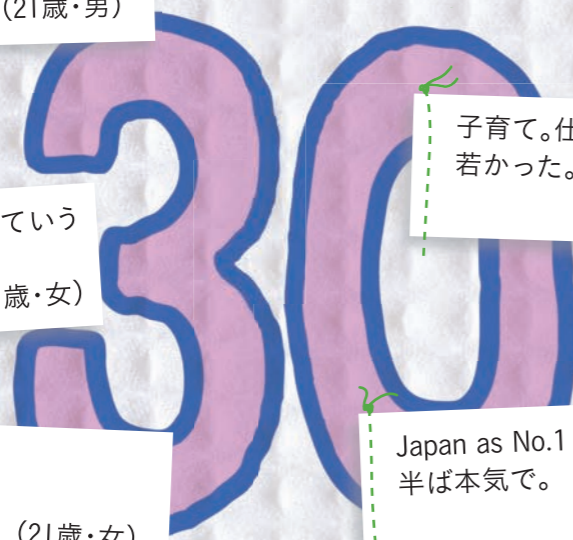 (21歳・男)
30
子育て。仕
若かった。
ていう
歳・女)
Japan as No.1
半ば本気で。
(21歳・女)